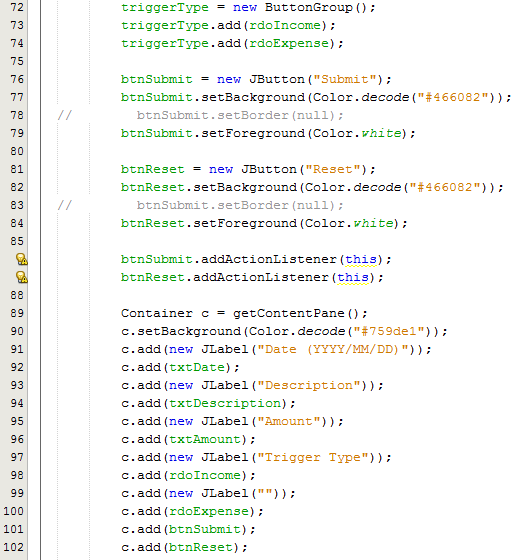 72 triggerType = new ButtonGroup();
73 triggerType.add(rdoIncome);
74 triggerType.add(rdoExpense);
75
76 btnSubmit = new JButton("Submit");
77 btnSubmit.setBackground(Color.decode("#466082"));
78 // btnSubmit.setBorder(null);
79 btnSubmit.setForeground(Color.white);
80
81 btnReset = new JButton("Reset");
82 btnReset.setBackground(Color.decode("#466082"));
83 // btnSubmit.setBorder(null);
84 btnReset.setForeground(Color.white);
85
btnSubmit.addActionListener(this);
btnReset.addActionListener(this);
88
89 Container c = getContentPane();
90 c.setBackground(Color.decode("#759de1"));
91 c.add(new JLabel("Date (YYYY/MM/DD)"));
92 c.add(txtDate);
93 c.add(new JLabel("Description"));
94 c.add(txtDescription);
95 c.add(new JLabel("Amount"));
96 c.add(txtAmount);
97 c.add(new JLabel("Trigger Type"));
98 c.add(rdoIncome);
99 c.add(new JLabel(""));
100 c.add(rdoExpense);
101 c.add(btnSubmit);
102 c.add(btnReset);